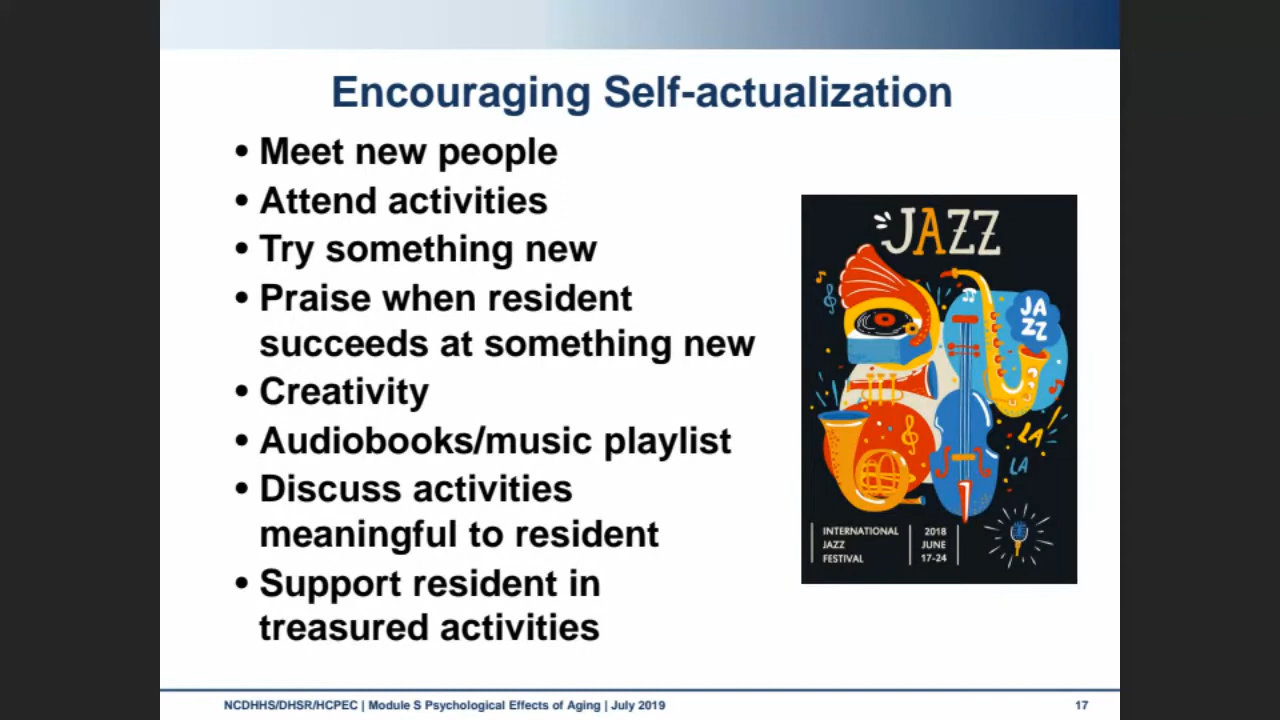 Encouraging Self-actualization
• Meet new people
• Attend activities
• Try something new
• Praise when resident
succeeds at something new
• Creativity
• Audiobooks/music playlist
• Discuss activities
meaningful to resident
• Support resident in
treasured activities
JAZZ
JA
ZZ
LA
LA
INTERNATIONAL
JAZZ
FESTIVAL
2018
JUNE
17-24
NCDHHS/DHSR/HCPEC | Module S Psychological Effects of Aging | July 2019
17